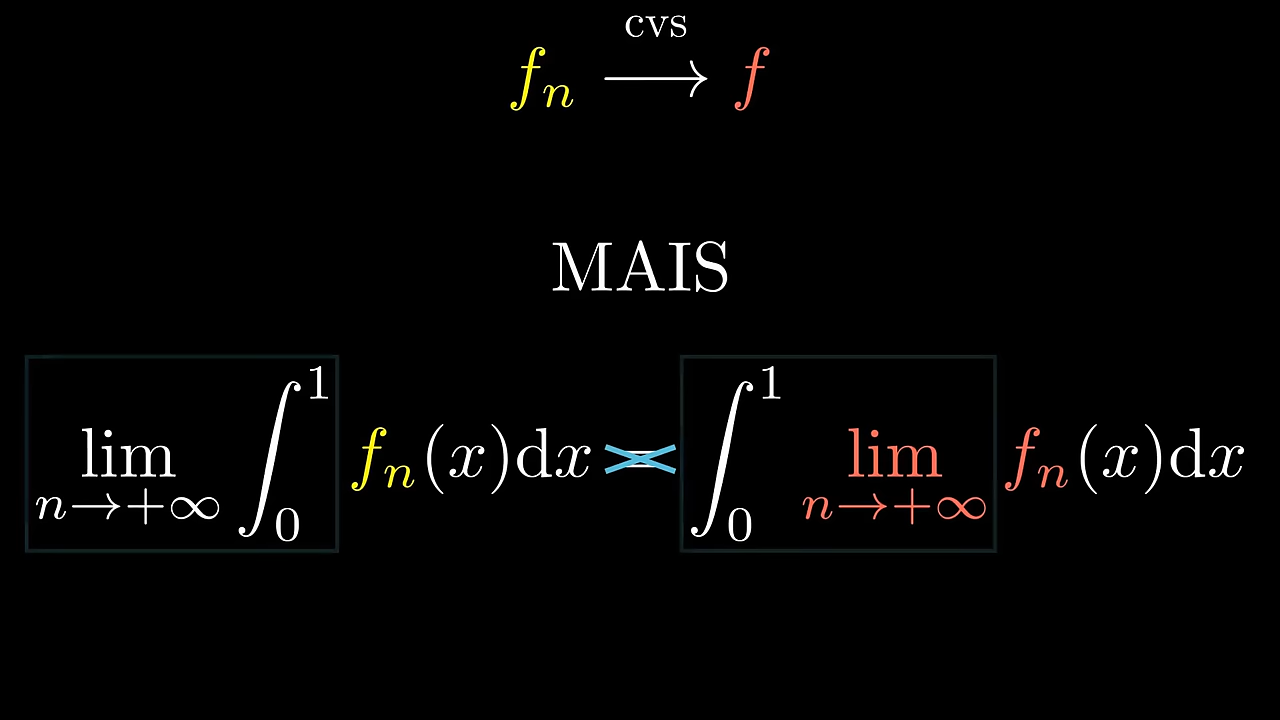 cvs
fₙ ⟶ f
MAIS
lim n→+∞ ∫₀¹ fₙ(x)dx = ∫₀¹ lim n→+∞ fₙ(x)dx